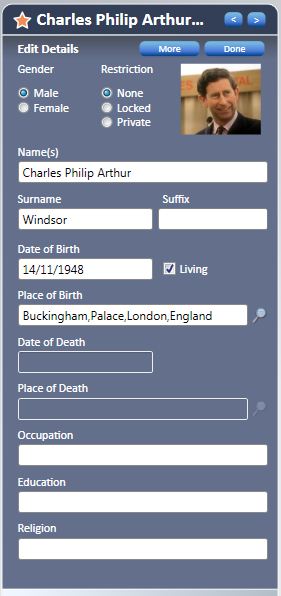 Charles Philip Arthur...
< >
Edit Details More Done
Gender Restriction
Male None
Female Locked
Private
Name(s)
Charles Philip Arthur
Surname Suffix
Windsor
Date of Birth
14/11/1948 Living
Place of Birth
Buckingham,Palace,London,England
Date of Death
Place of Death
Occupation
Education
Religion